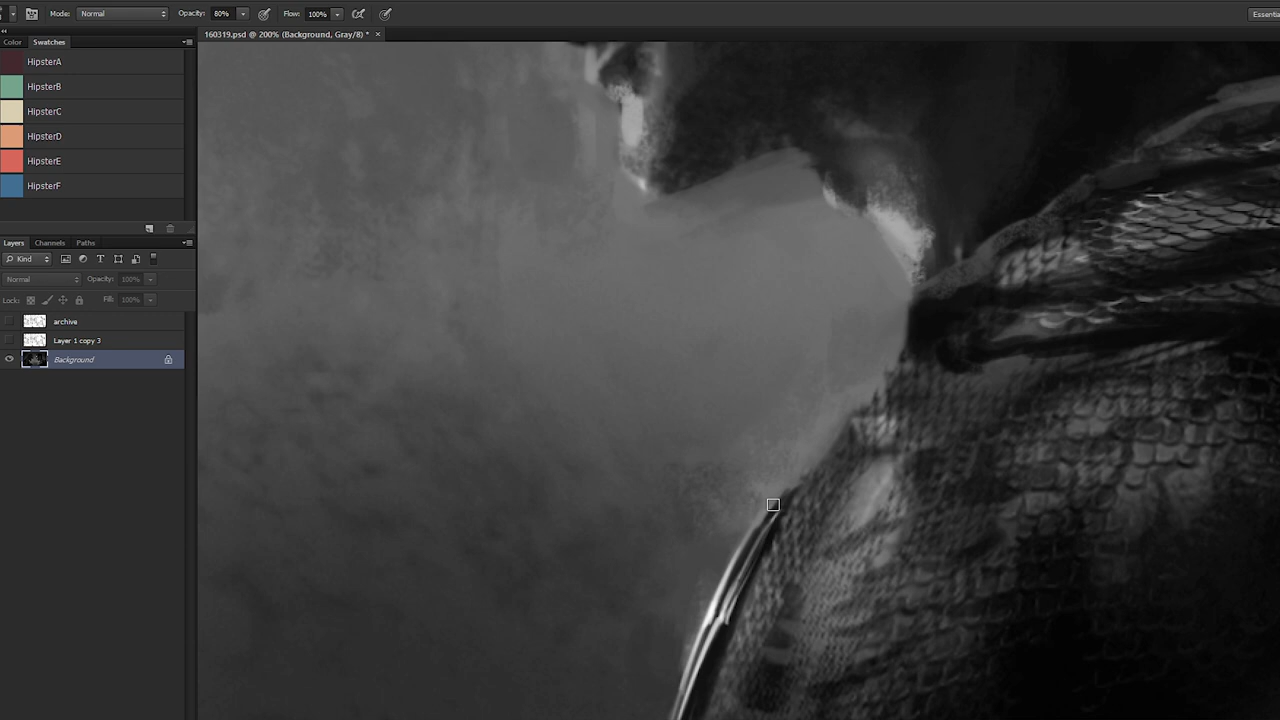 Mode: Normal Opacity: 80% Flow: 100% Essentia
160319.psd @ 200% (Background, Gray/8) * ×
Color Swatches
HipsterA
HipsterB
HipsterC
HipsterD
HipsterE
HipsterF
Layers Channels Paths
Kind
Normal Opacity: 100%
Lock: Fill: 100%
archive
Layer 1 copy 3
Background